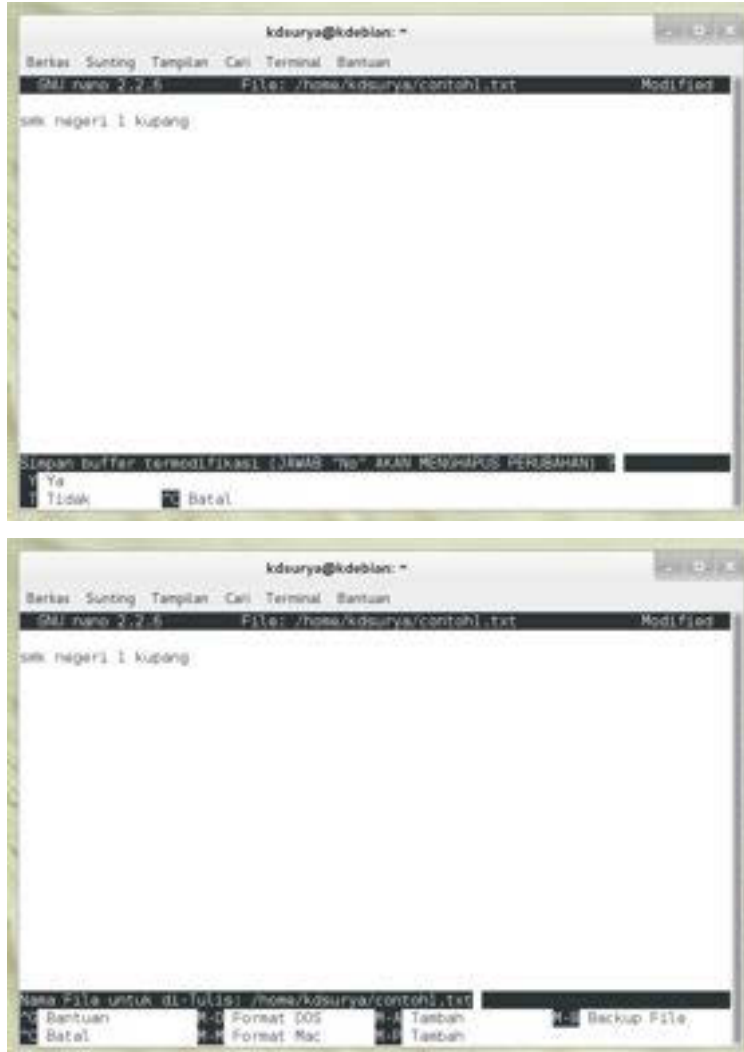 kdsurya@kdebian: ~
Berkas Sunting Tampilan Cari Terminal Bantuan
GNU nano 2.2.6 File: /home/kdsurya/contoh1.txt Modified
smk negeri 1 kupang
Simpan buffer termodifikasi (JAWAB "No" AKAN MENGHAPUS PERUBAHAN) ?
Y Ya
T Tidak ^C Batal
kdsurya@kdebian: ~
Berkas Sunting Tampilan Cari Terminal Bantuan
GNU nano 2.2.6 File: /home/kdsurya/contoh1.txt Modified
smk negeri 1 kupang
Nama File untuk di-Tulis: /home/kdsurya/contoh1.txt
^G Bantuan M-D Format DOS M-A Tambah M-B Backup File
^C Batal M-M Format Mac M-P Tambah